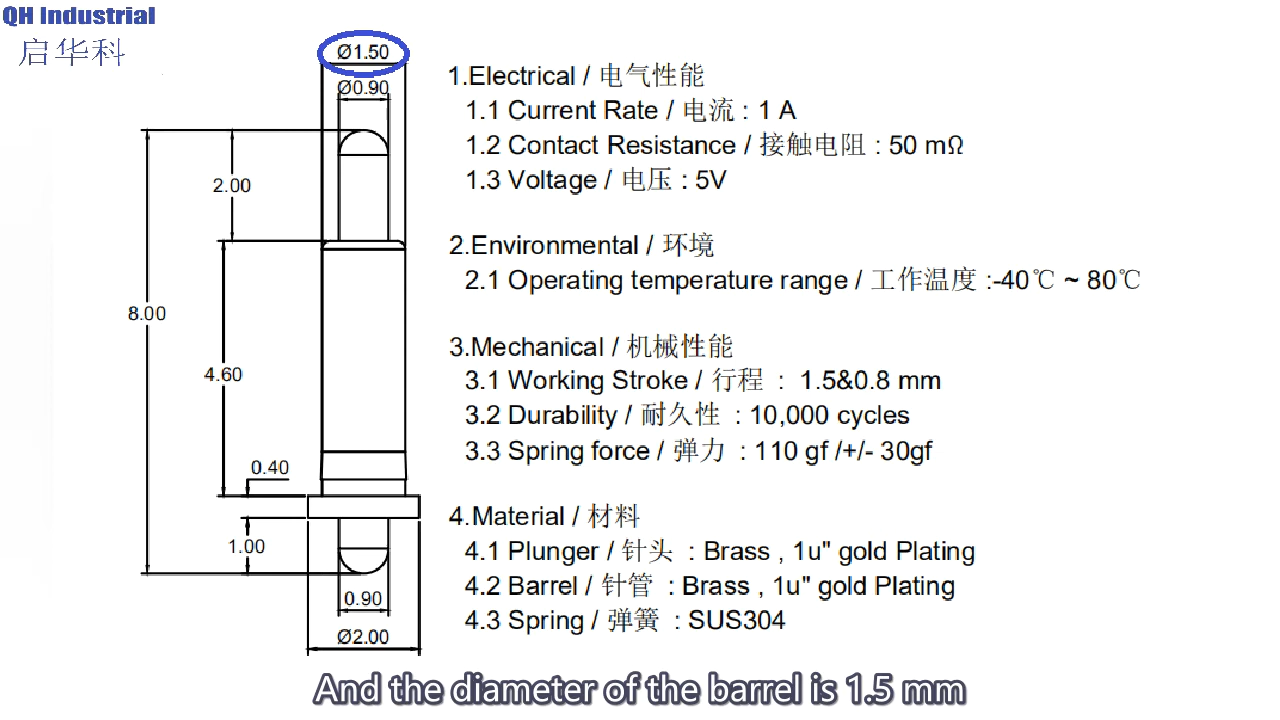 QH Industrial
启华科
Ø1.50
Ø0.90
2.00
8.00
4.60
0.40
1.00
0.90
Ø2.00
1.Electrical / 电气性能
1.1 Current Rate / 电流 : 1 A
1.2 Contact Resistance / 接触电阻 : 50 mΩ
1.3 Voltage / 电压 : 5V
2.Environmental / 环境
2.1 Operating temperature range / 工作温度 :-40℃ ~ 80℃
3.Mechanical / 机械性能
3.1 Working Stroke / 行程 : 1.5&0.8 mm
3.2 Durability / 耐久性 : 10,000 cycles
3.3 Spring force / 弹力 : 110 gf /+/- 30gf
4.Material / 材料
4.1 Plunger / 针头 : Brass , 1u" gold Plating
4.2 Barrel / 针管 : Brass , 1u" gold Plating
4.3 Spring / 弹簧 : SUS304
And the diameter of the barrel is 1.5 mm